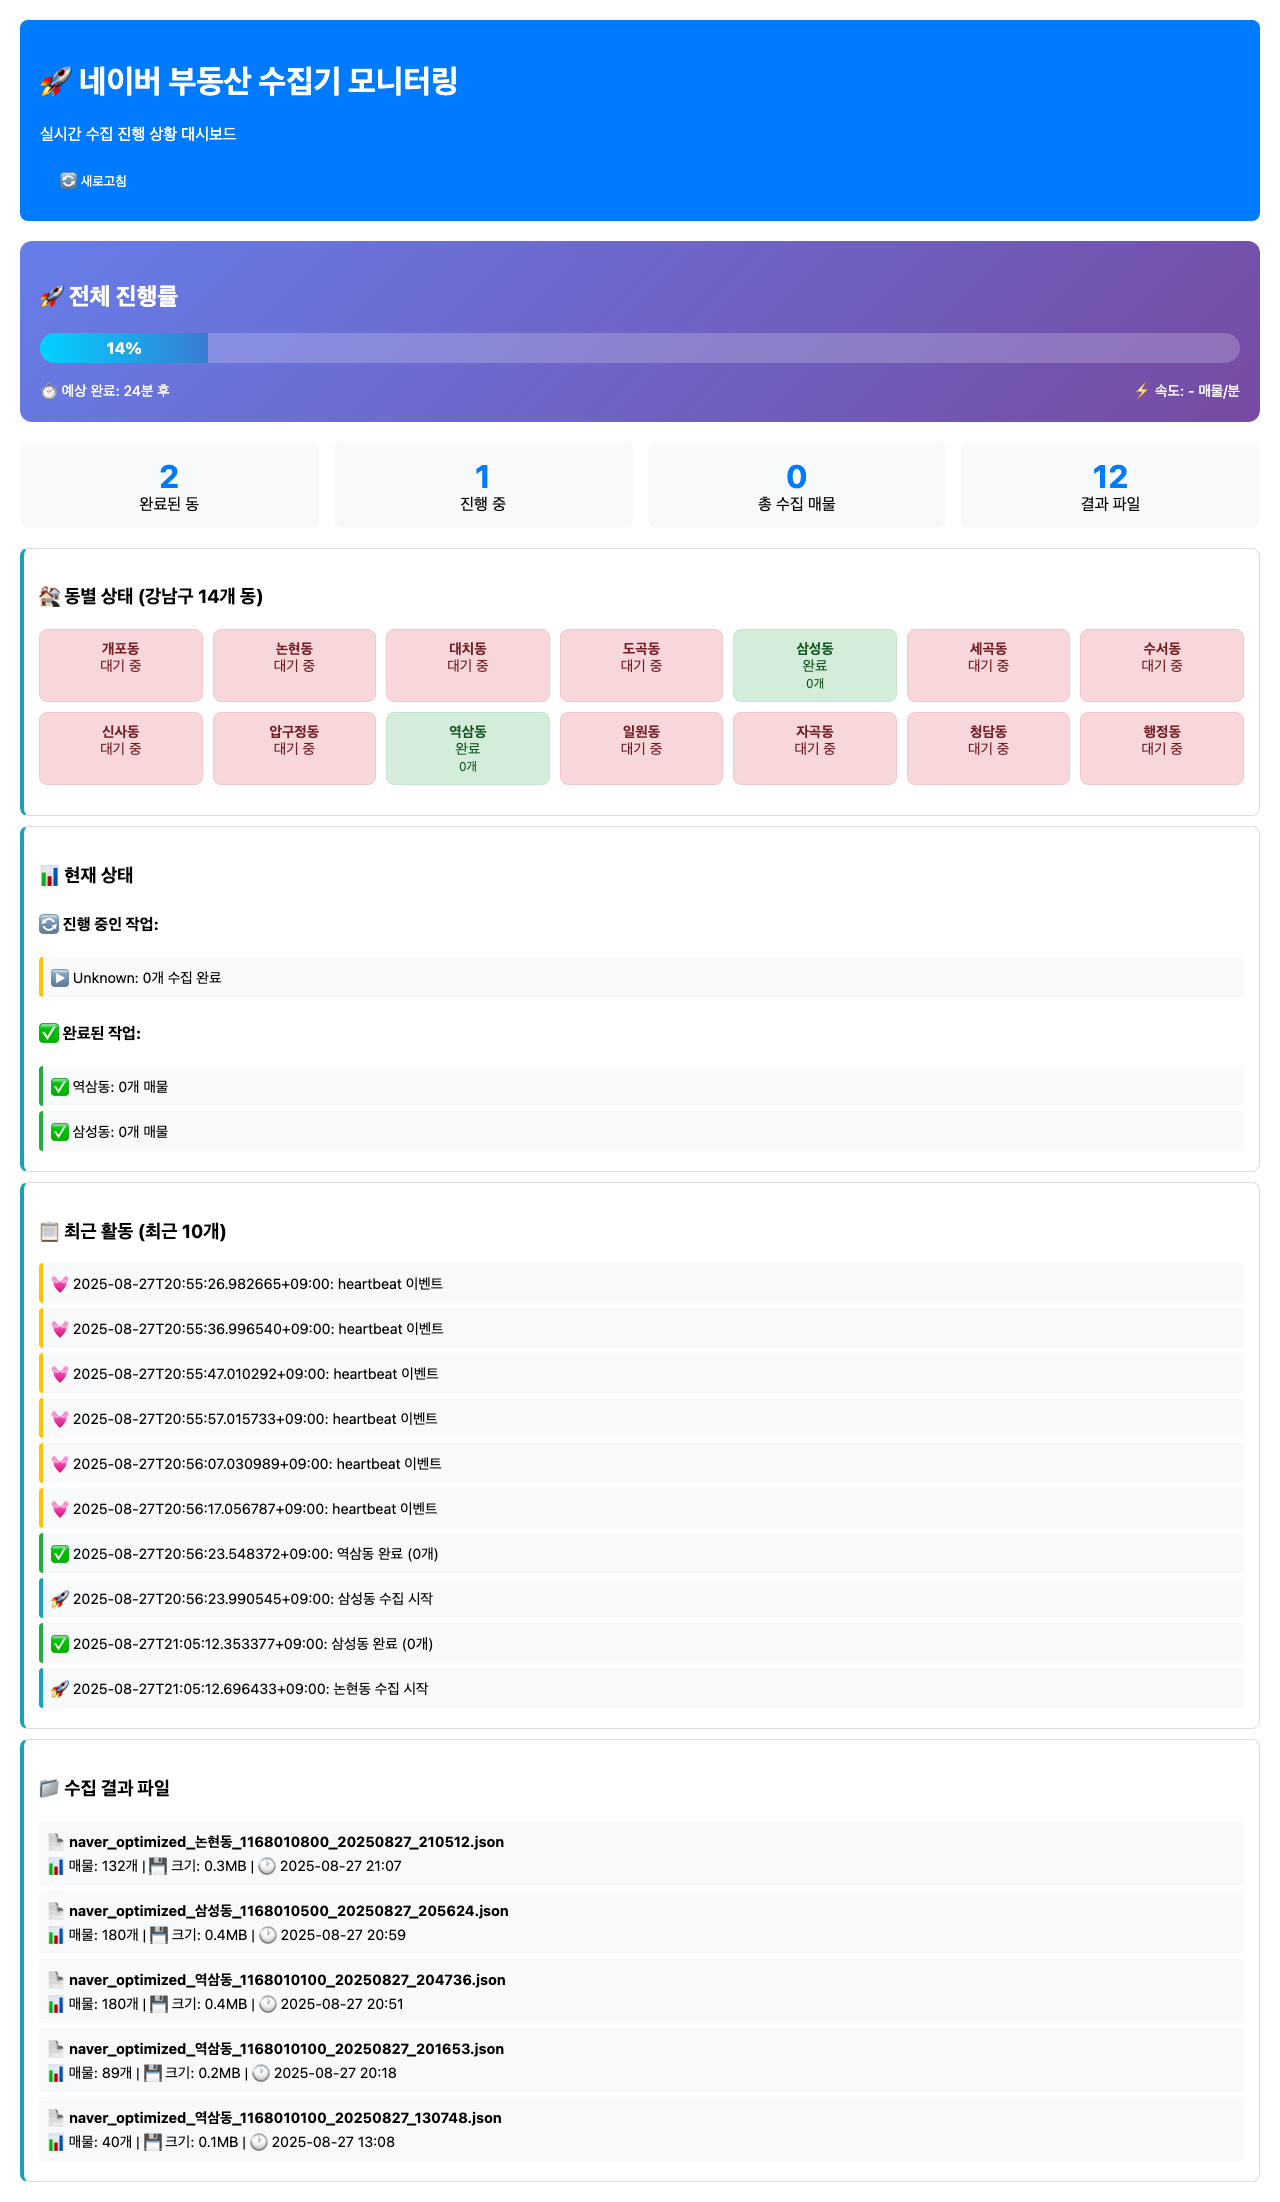 🚀 네이버 부동산 수집기 모니터링
실시간 수집 진행 상황 대시보드
🔄 새로고침
🚀 전체 진행률
14%
⏱️ 예상 완료: 24분 후
⚡ 속도: - 매물/분
2
완료된 동
1
진행 중
0
총 수집 매물
12
결과 파일
🏘️ 동별 상태 (강남구 14개 동)
개포동
대기 중
논현동
대기 중
대치동
대기 중
도곡동
대기 중
삼성동
완료
0개
세곡동
대기 중
수서동
대기 중
신사동
대기 중
압구정동
대기 중
역삼동
완료
0개
일원동
대기 중
자곡동
대기 중
청담동
대기 중
행정동
대기 중
📊 현재 상태
🔄 진행 중인 작업:
▶️ Unknown: 0개 수집 완료
✅ 완료된 작업:
✅ 역삼동: 0개 매물
✅ 삼성동: 0개 매물
📋 최근 활동 (최근 10개)
💓 2025-08-27T20:55:26.982665+09:00: heartbeat 이벤트
💓 2025-08-27T20:55:36.996540+09:00: heartbeat 이벤트
💓 2025-08-27T20:55:47.010292+09:00: heartbeat 이벤트
💓 2025-08-27T20:55:57.015733+09:00: heartbeat 이벤트
💓 2025-08-27T20:56:07.030989+09:00: heartbeat 이벤트
💓 2025-08-27T20:56:17.056787+09:00: heartbeat 이벤트
✅ 2025-08-27T20:56:23.548372+09:00: 역삼동 완료 (0개)
🚀 2025-08-27T20:56:23.990545+09:00: 삼성동 수집 시작
✅ 2025-08-27T21:05:12.353377+09:00: 삼성동 완료 (0개)
🚀 2025-08-27T21:05:12.696433+09:00: 논현동 수집 시작
📁 수집 결과 파일
📄 naver_optimized_논현동_1168010800_20250827_210512.json
📊 매물: 132개 | 💾 크기: 0.3MB | 🕐 2025-08-27 21:07
📄 naver_optimized_삼성동_1168010500_20250827_205624.json
📊 매물: 180개 | 💾 크기: 0.4MB | 🕐 2025-08-27 20:59
📄 naver_optimized_역삼동_1168010100_20250827_204736.json
📊 매물: 180개 | 💾 크기: 0.4MB | 🕐 2025-08-27 20:51
📄 naver_optimized_역삼동_1168010100_20250827_201653.json
📊 매물: 89개 | 💾 크기: 0.2MB | 🕐 2025-08-27 20:18
📄 naver_optimized_역삼동_1168010100_20250827_130748.json
📊 매물: 40개 | 💾 크기: 0.1MB | 🕐 2025-08-27 13:08